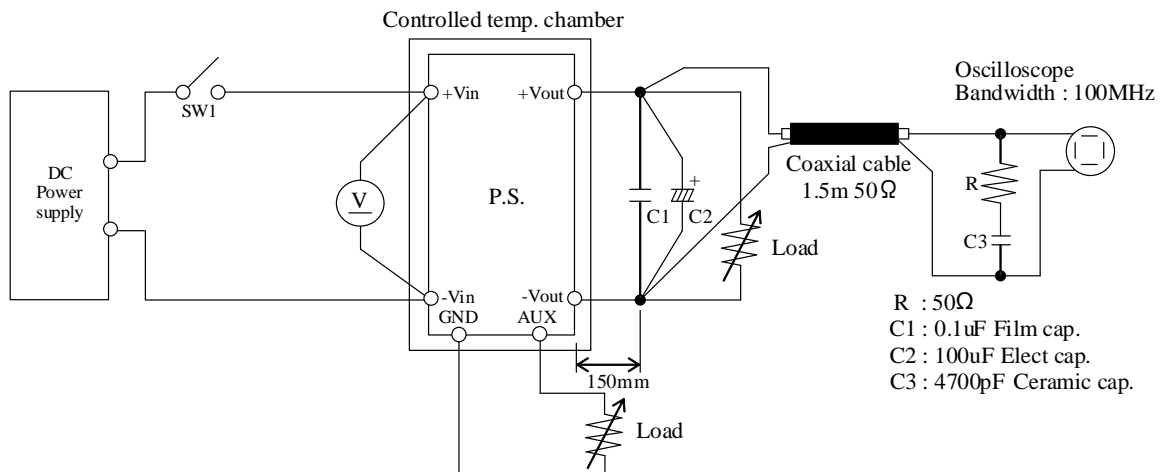 Controlled temp. chamber
Oscilloscope
Bandwidth : 100MHz
SW1
+Vin
+Vout
DC
Power
supply
V
P.S.
C1
C2
+
Coaxial cable
1.5m 50Ω
R
C3
Load
-Vin
-Vout
GND
AUX
150mm
R : 50Ω
C1 : 0.1uF Film cap.
C2 : 100uF Elect cap.
C3 : 4700pF Ceramic cap.
Load